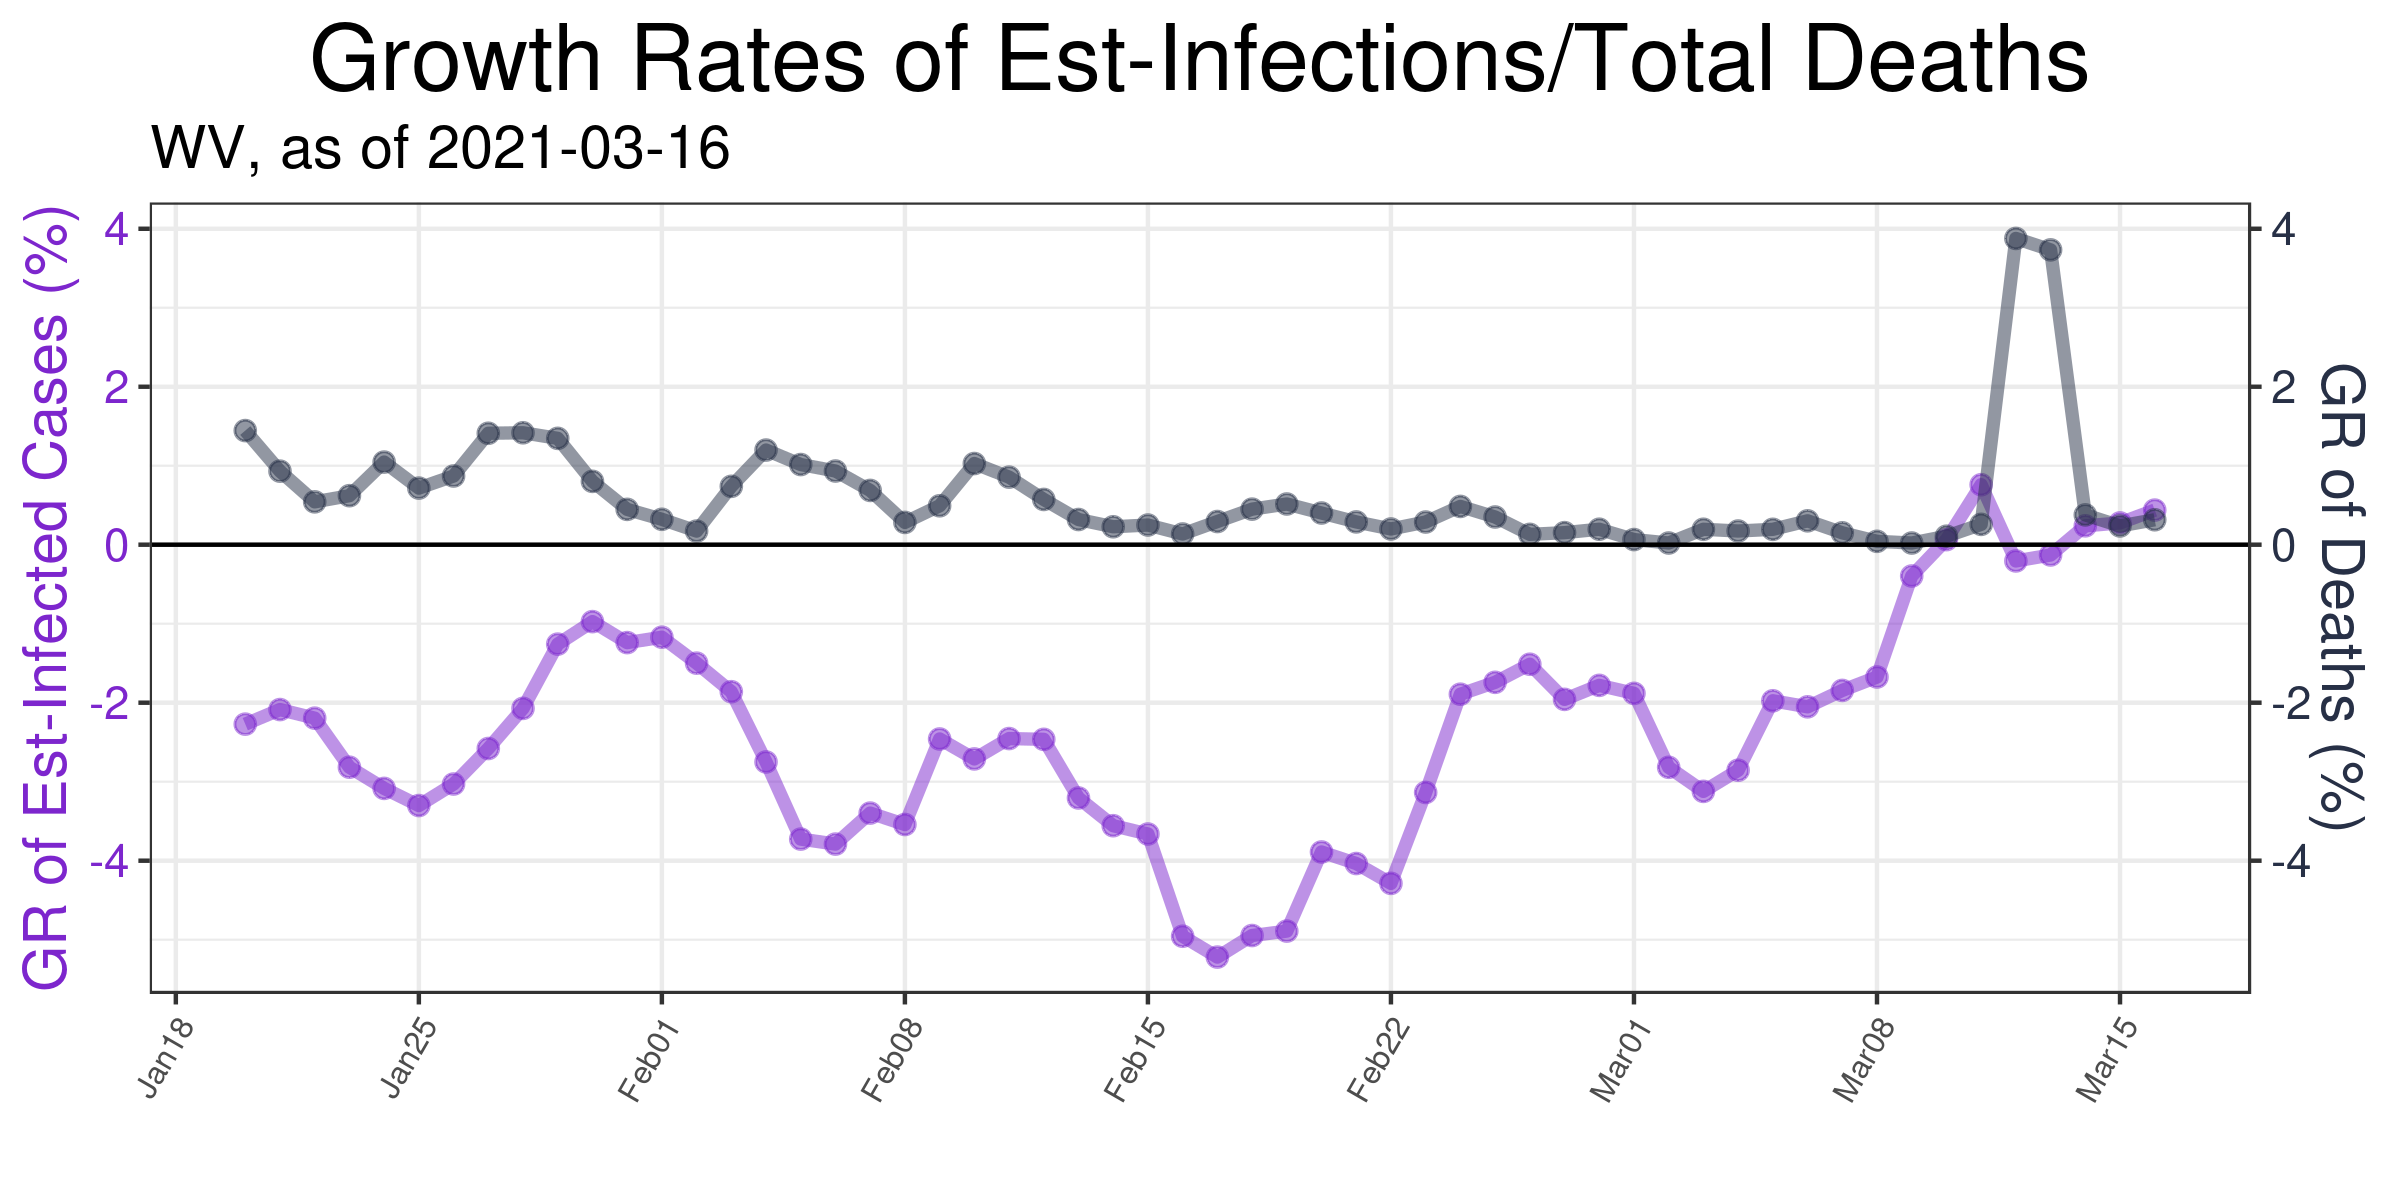 Growth Rates of Est-Infections/Total Deaths
WV, as of 2021-03-16
GR of Est-Infected Cases (%)
4
2
0
-2
-4
4
2
0
-2
-4
GR of Deaths (%)
Jan18
Jan25
Feb01
Feb08
Feb15
Feb22
Mar01
Mar08
Mar15